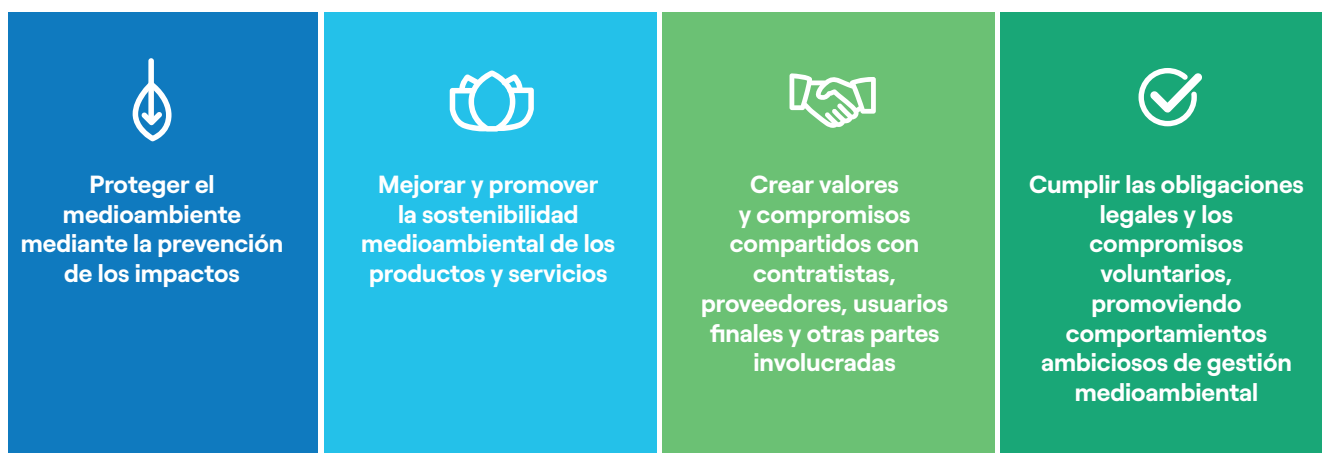 Proteger el
medioambiente
mediante la prevención
de los impactos
Mejorar y promover
la sostenibilidad
medioambiental de los
productos y servicios
Crear valores
y compromisos
compartidos con
contratistas,
proveedores, usuarios
finales y otras partes
involucradas
Cumplir las obligaciones
legales y los
compromisos
voluntarios,
promoviendo
comportamientos
ambiciosos de gestión
medioambiental